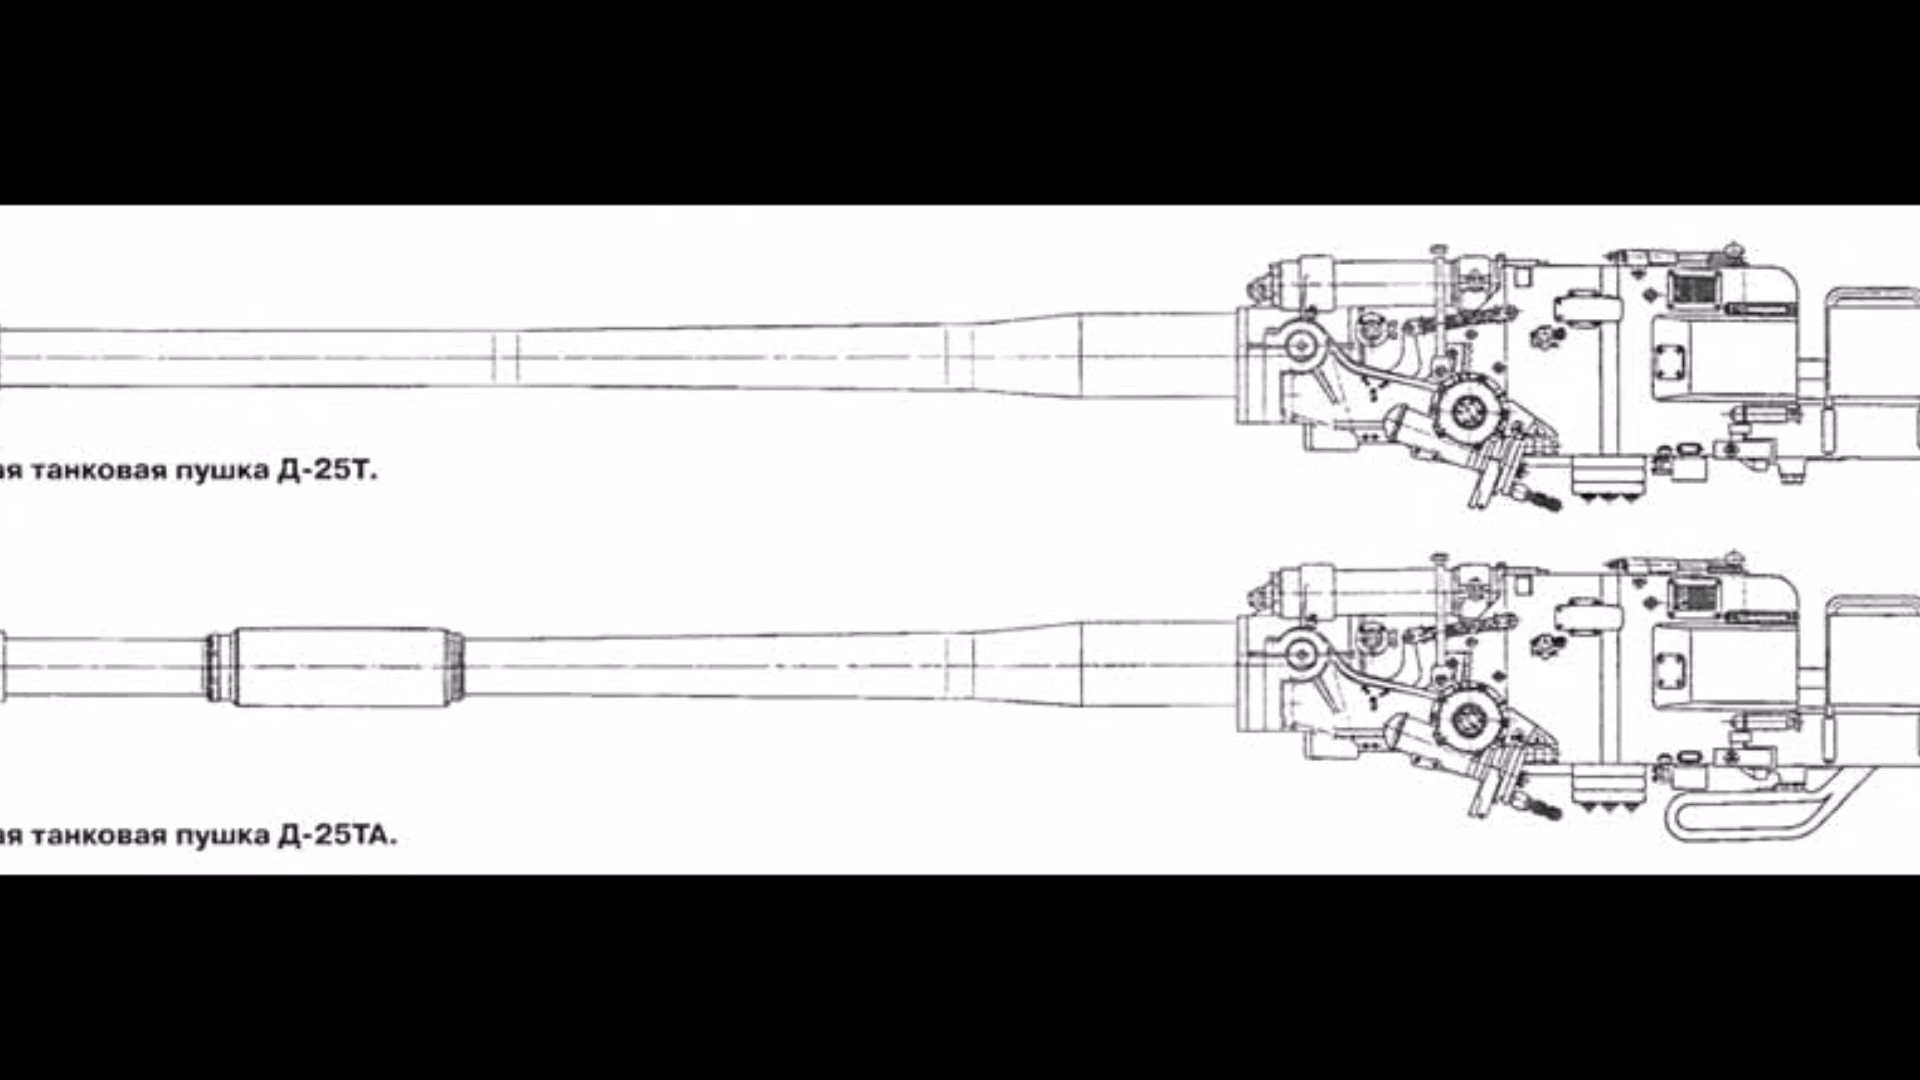 ая танковая пушка Д-25Т.
ая танковая пушка Д-25ТА.